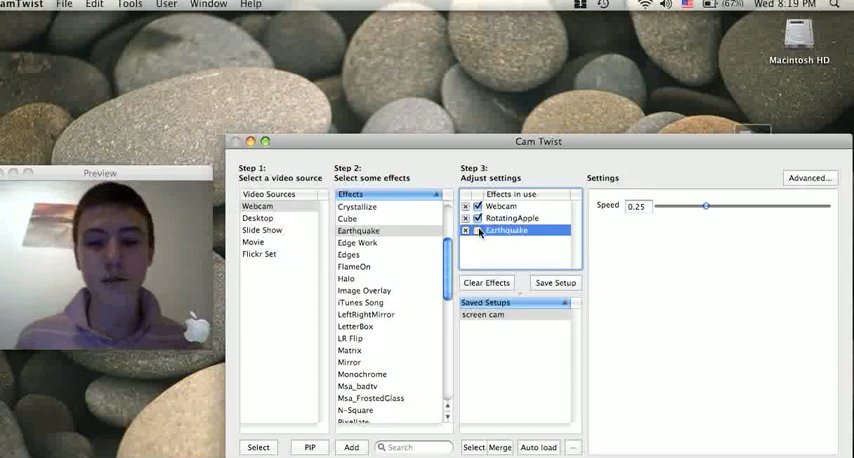 CamTwist File Edit Tools User Window Help (67%) Wed 8:19 PM
Macintosh HD
Cam Twist
Preview
Step 1:
Select a video source
Video Sources
Webcam
Desktop
Slide Show
Movie
Flickr Set
Select
PIP
Step 2:
Select some effects
Effects
Crystallize
Cube
Earthquake
Edge Work
Edges
FlameOn
Halo
Image Overlay
iTunes Song
LeftRightMirror
LetterBox
LR Flip
Matrix
Mirror
Monochrome
Msa_badtv
Msa_FrostedGlass
N-Square
Pixellate
Add
Search
Step 3:
Adjust settings
Effects in use
Webcam
RotatingApple
Earthquake
Clear Effects
Save Setup
Saved Setups
screen cam
Select
Merge
Auto load
Settings
Advanced...
Speed 0.25